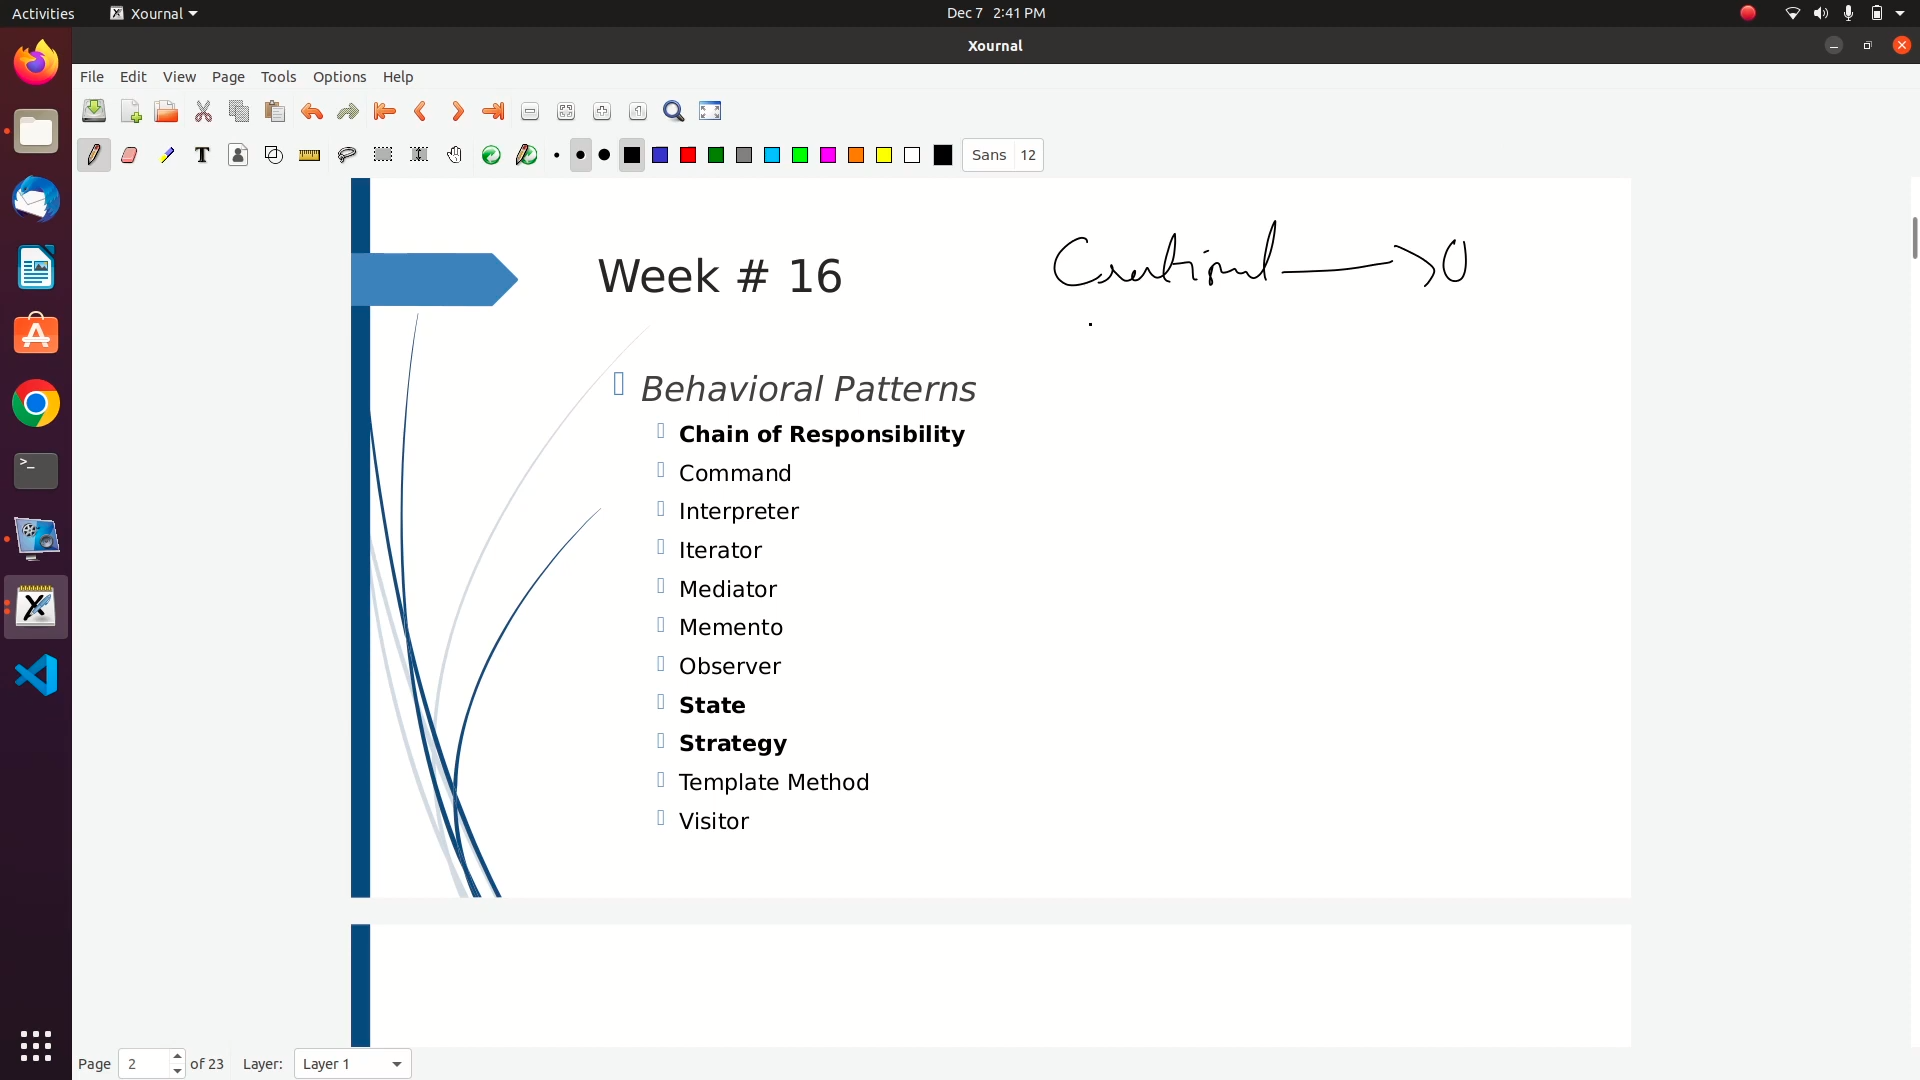 Activities
Xournal
Dec 7 2:41 PM
Xournal
File Edit View Page Tools Options Help
Sans 12
Week # 16
Creational → 0
Behavioral Patterns
Chain of Responsibility
Command
Interpreter
Iterator
Mediator
Memento
Observer
State
Strategy
Template Method
Visitor
Page 2 of 23 Layer: Layer 1